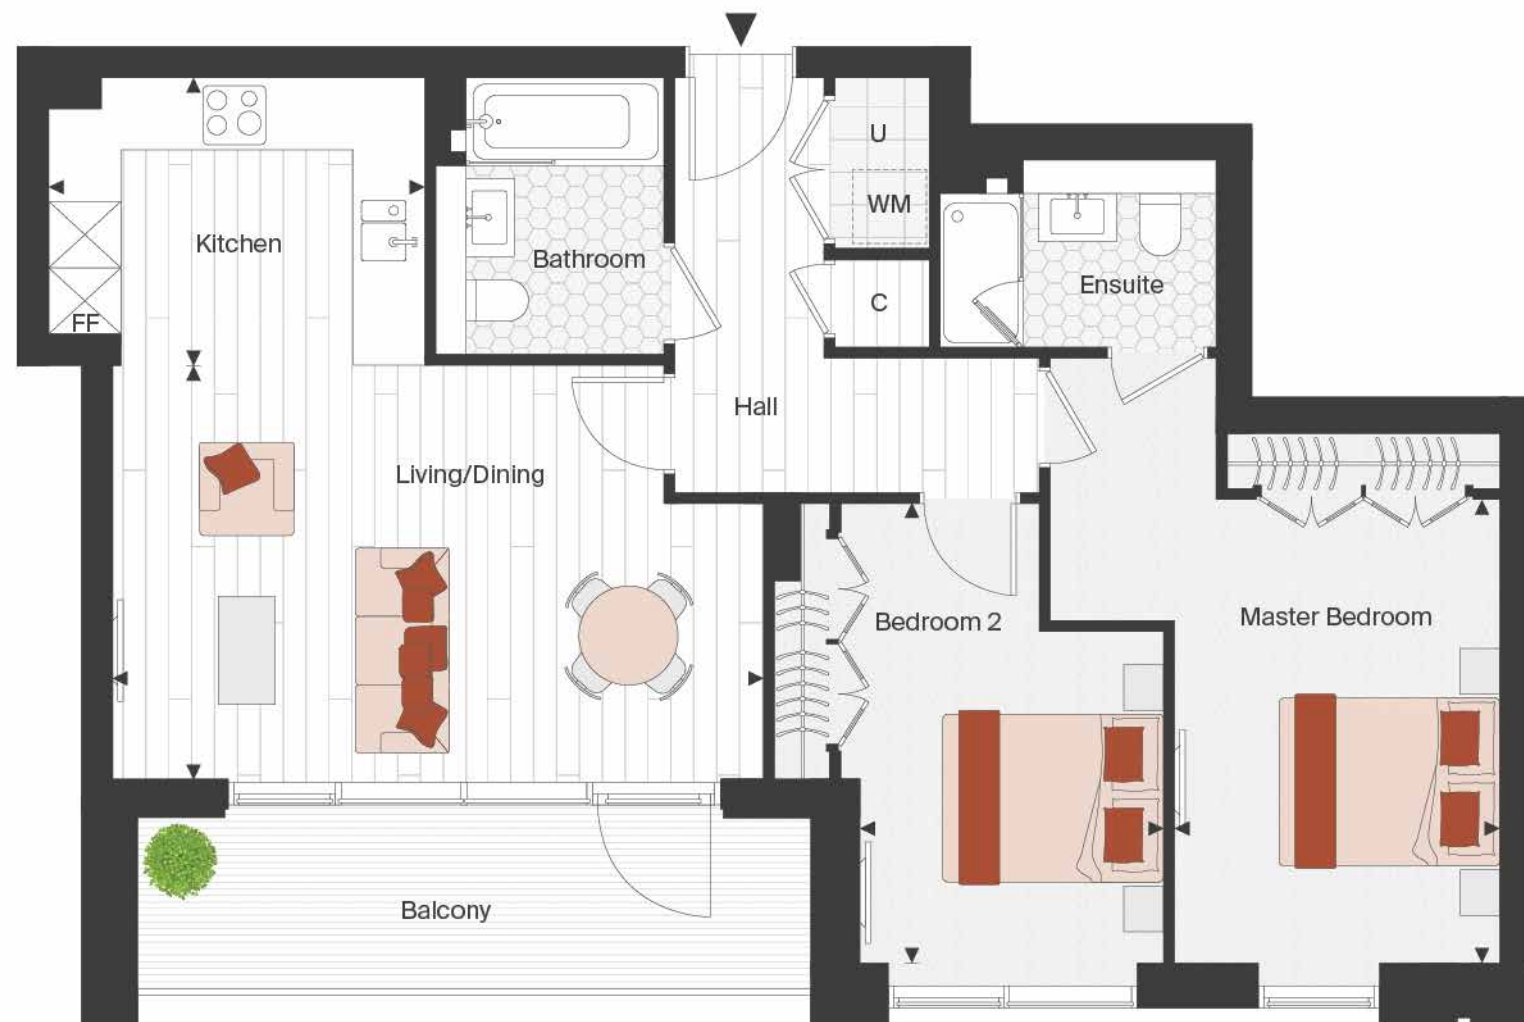 U
WM
Kitchen
Bathroom
Ensuite
C
FF
Hall
Living/Dining
Bedroom 2
Master Bedroom
Balcony